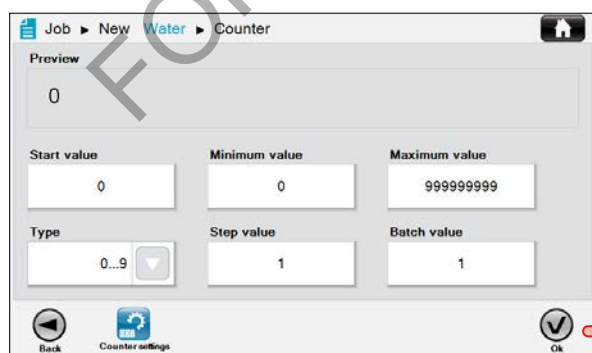 Job ► New Water ► Counter
Preview
0
Start value Minimum value Maximum value
0 0 999999999
Type Step value Batch value
0...9 1 1
Back Counter settings Ok
FO